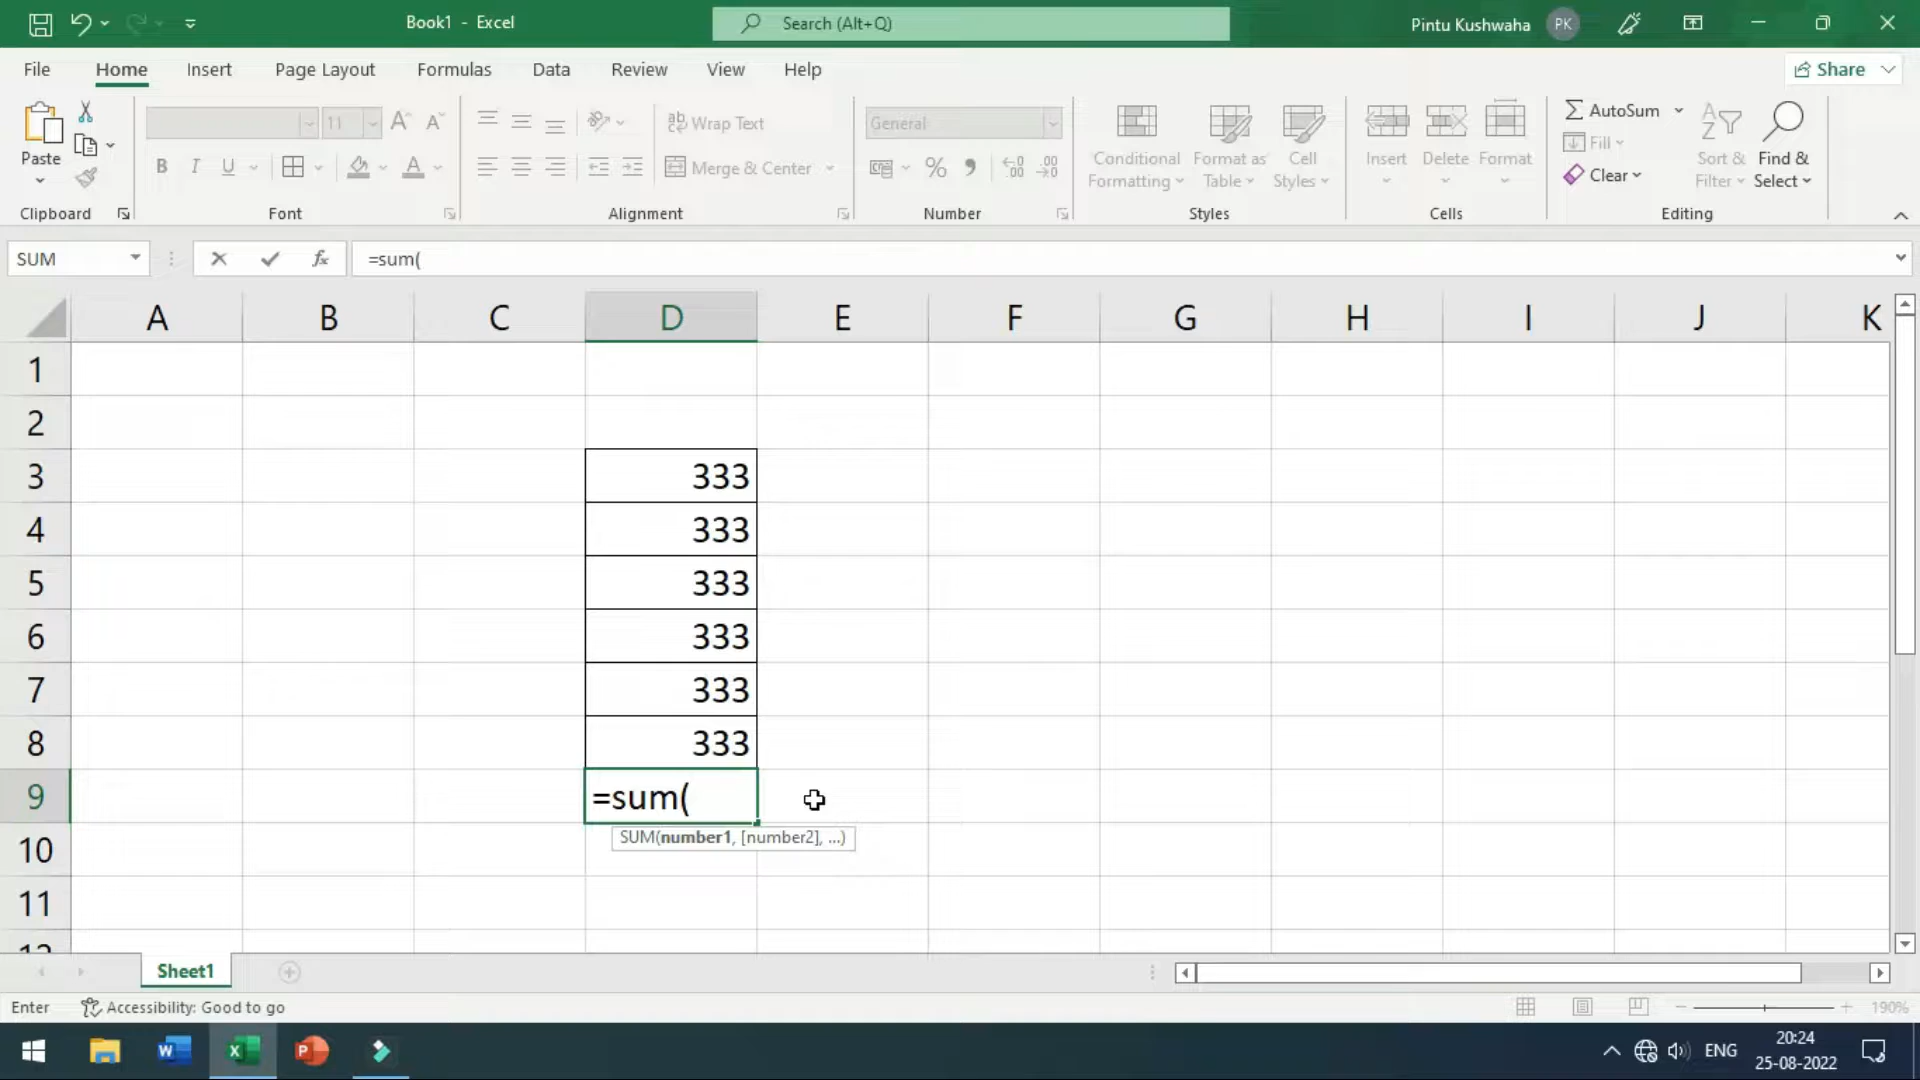 Book1 - Excel
Search (Alt+Q)
Pintu Kushwaha PK
File Home Insert Page Layout Formulas Data Review View Help Share
Paste
Clipboard
11
B I U A
Font
Wrap Text
Merge & Center
Alignment
General
%
Number
Conditional Formatting
Format as Table
Cell Styles
Styles
Insert Delete Format
Cells
AutoSum
Fill
Clear
Sort & Filter
Find & Select
Editing
SUM fx =sum(
A B C D E F G H I J K
1
2
3 333
4 333
5 333
6 333
7 333
8 333
9 =sum(
SUM(number1, [number2], ...)
10
11
12
Sheet1
Enter Accessibility: Good to go 190%
ENG 20:24
25-08-2022